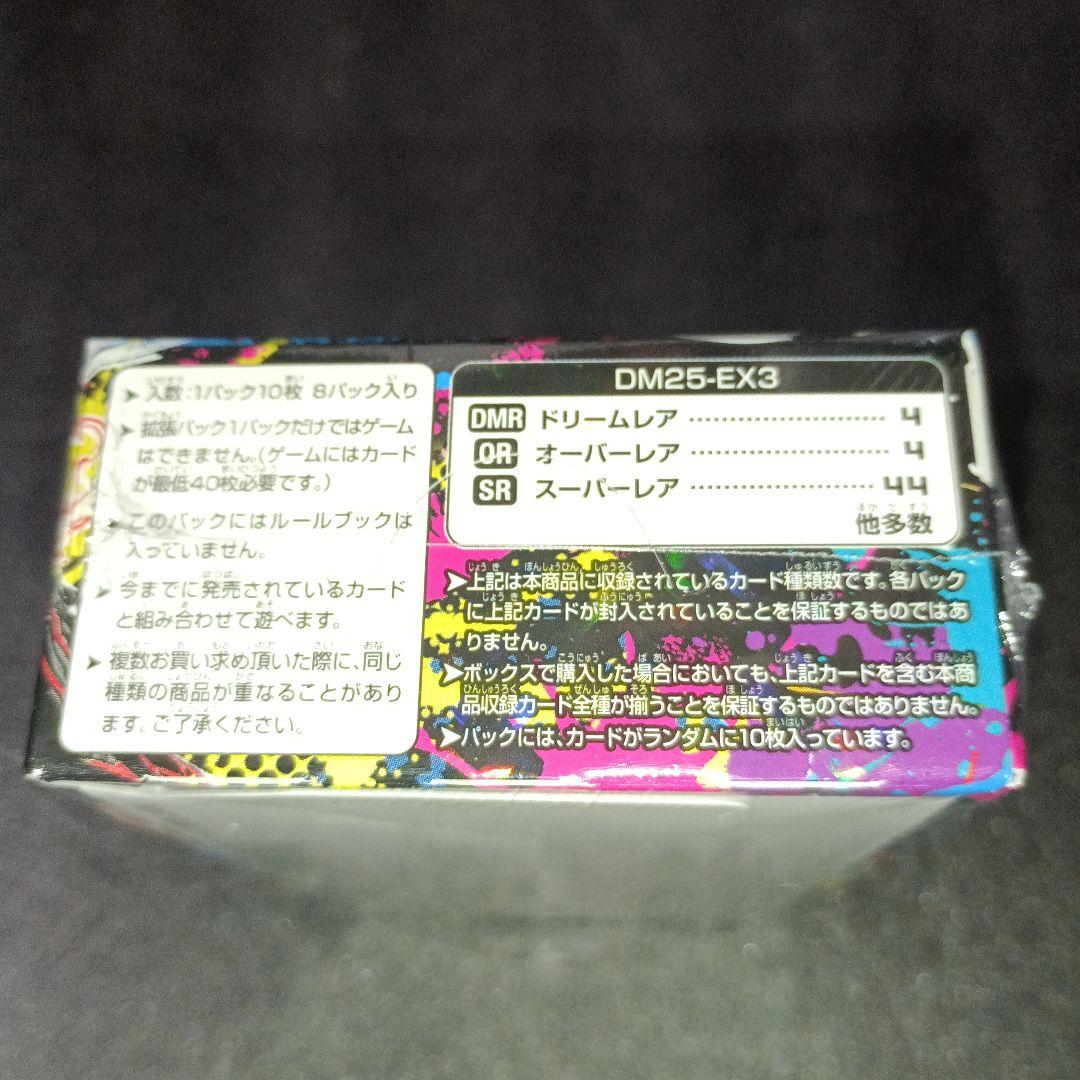 ➤入数：1パック10枚 8パック入り
➤拡張パック1パックだけではゲーム
はできません。(ゲームにはカード
が最低40枚必要です。)
➤このパックにはルールブックは
入っていません。
➤今までに発売されているカード
と組み合わせて遊べます。
➤複数お買い求め頂いた際に、同じ
種類の商品が重なることがあり
ます。ご了承ください。
DM25-EX3
DMR ドリームレア 4
OR オーバーレア 4
SR スーパーレア 44
他多数
➤上記は本商品に収録されているカード種類数です。各パック
に上記カードが封入されていることを保証するものではあ
りません。
➤ボックスで購入した場合においても、上記カードを含む本商
品収録カード全種が揃うことを保証するものではありません。
➤パックには、カードがランダムに10枚入っています。